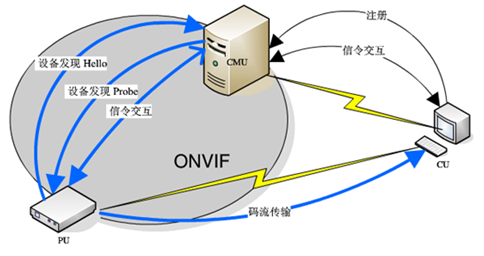 注册
设备发现 Hello
CMU
信令交互
设备发现 Probe
信令交互
ONVIF
CU
码流传输
PU